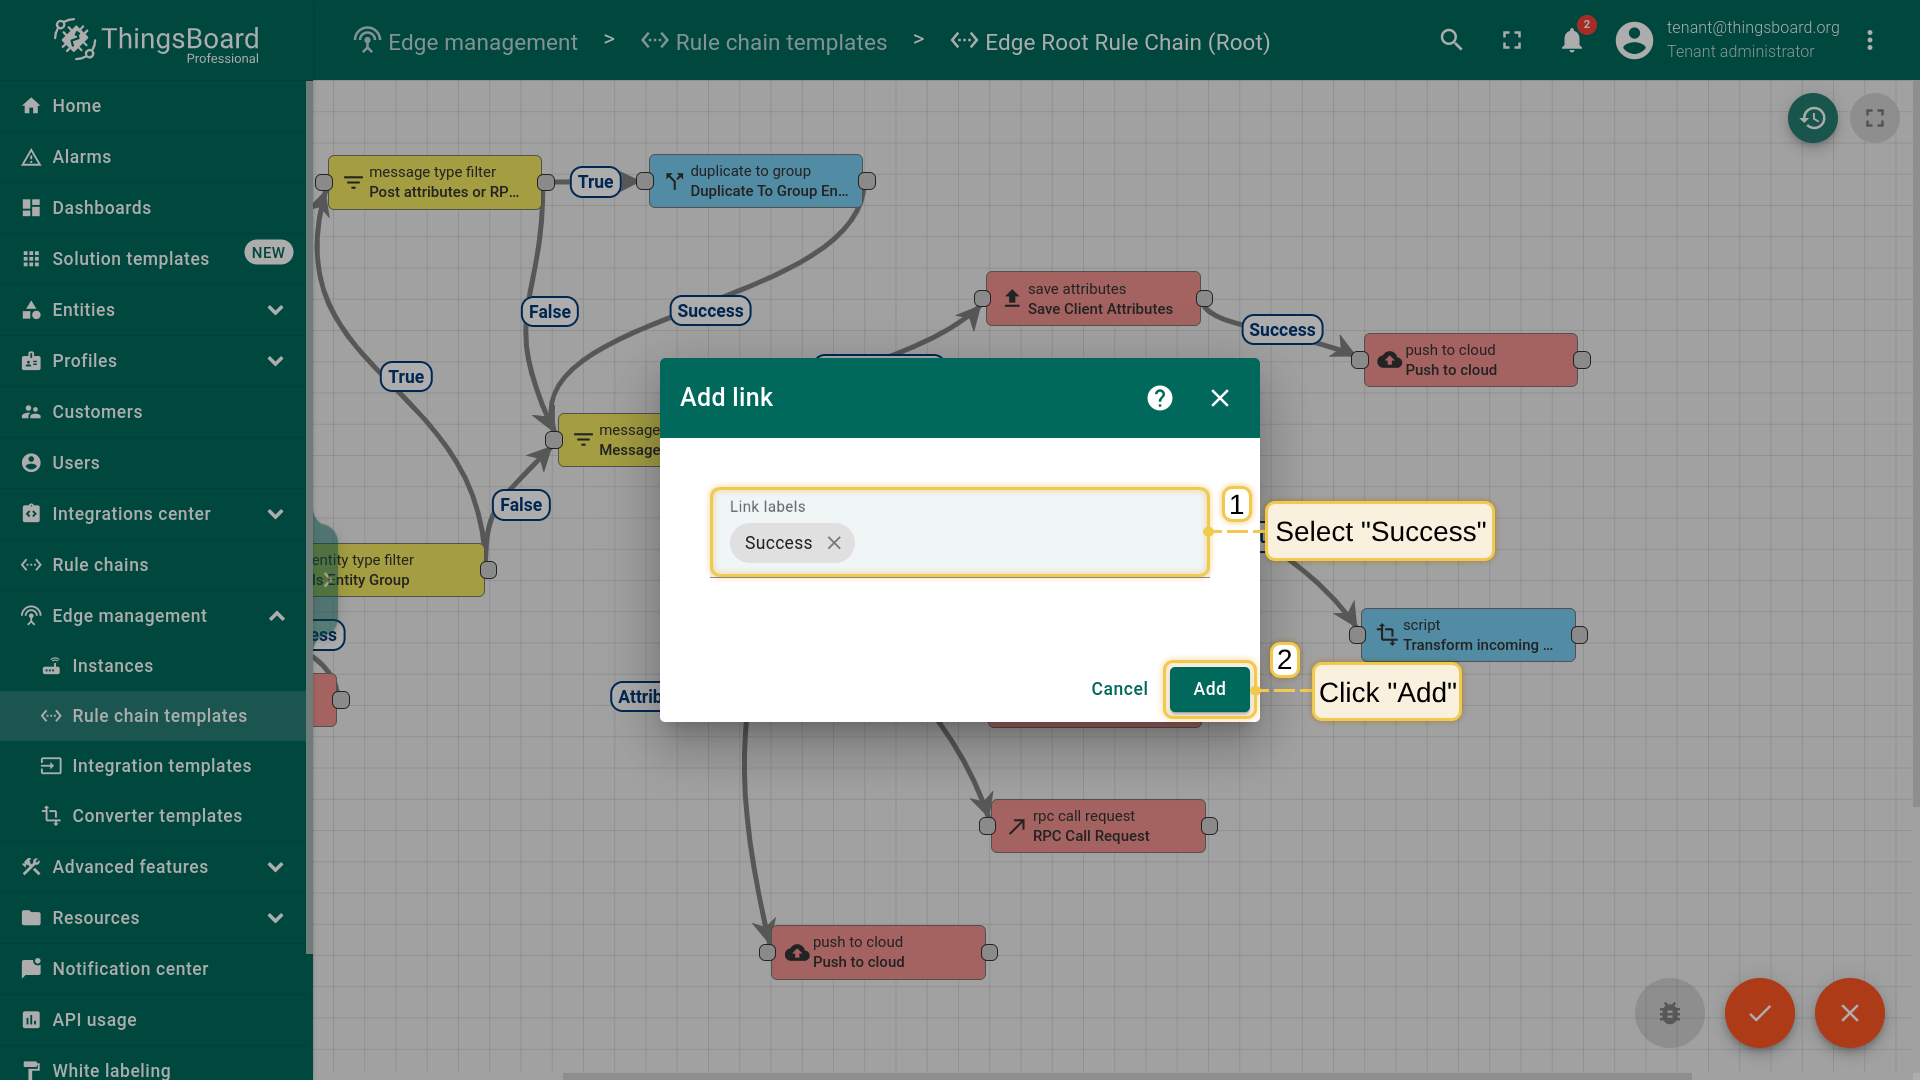 ThingsBoard
Professional
Edge management > Rule chain templates > Edge Root Rule Chain (Root)
2
tenant@thingsboard.org
Tenant administrator
Home
Alarms
Dashboards
Solution templates
NEW
Entities
Profiles
Customers
Users
Integrations center
Rule chains
Edge management
Instances
Rule chain templates
Integration templates
Converter templates
Advanced features
Resources
Notification center
API usage
White labeling
message type filter
Post attributes or RP...
True
duplicate to group
Duplicate To Group En...
False
Success
save attributes
Save Client Attributes
Success
push to cloud
Push to cloud
True
message
Message
False
entity type filter
Is Entity Group
ess
Add link
Link labels
Success
1
Select "Success"
Cancel
Add
2
Click "Add"
script
Transform incoming ...
Attrib
rpc call request
RPC Call Request
push to cloud
Push to cloud